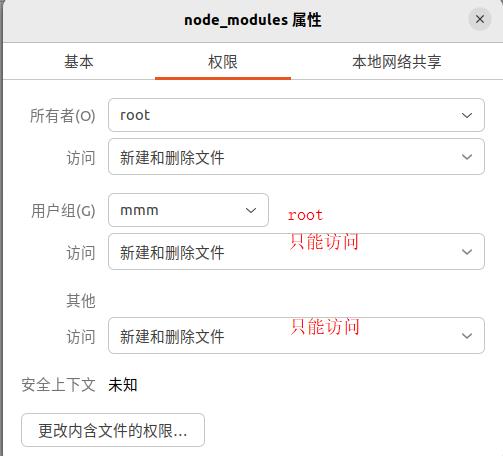 node_modules 属性
基本 权限 本地网络共享
所有者(O) root
访问 新建和删除文件
用户组(G) mmm root
访问 新建和删除文件 只能访问
其他
访问 新建和删除文件 只能访问
安全上下文 未知
更改内含文件的权限...